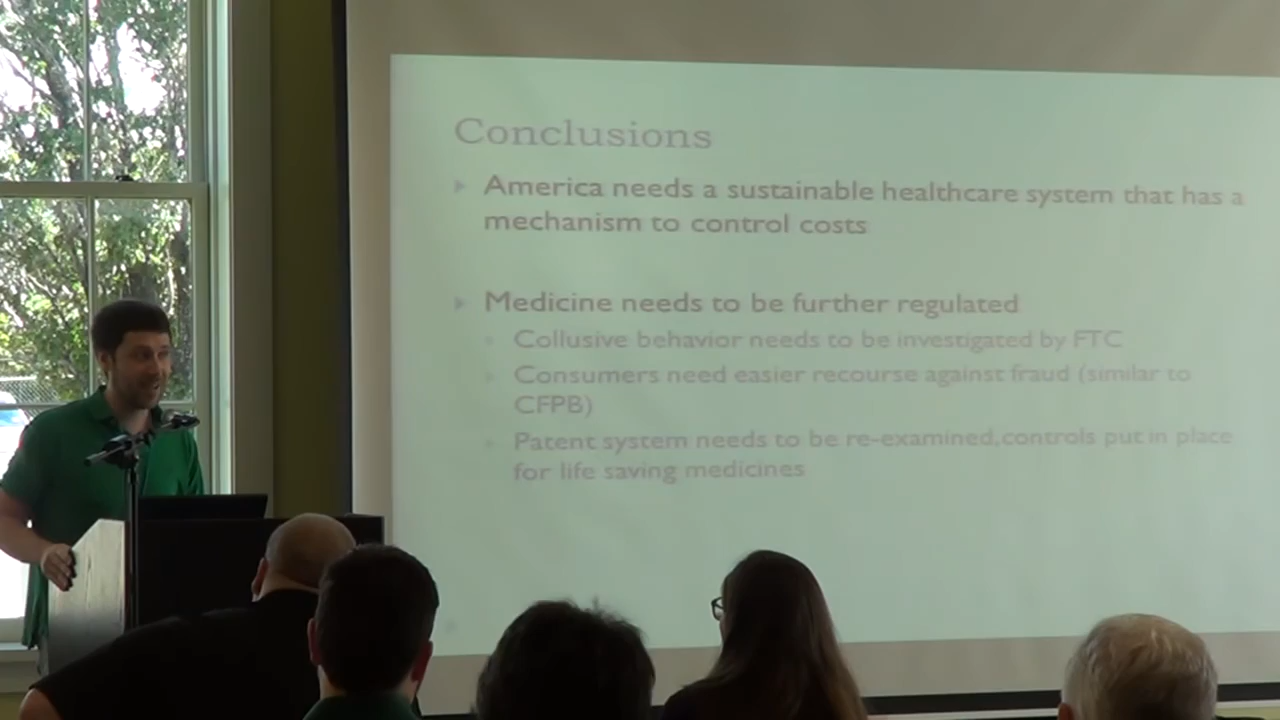 Conclusions
America needs a sustainable healthcare system that has a
mechanism to control costs
Medicine needs to be further regulated
Collusive behavior needs to be investigated by FTC
Consumers need easier recourse against fraud (similar to
CFPB)
Patent system needs to be re-examined,controls put in place
for life saving medicines